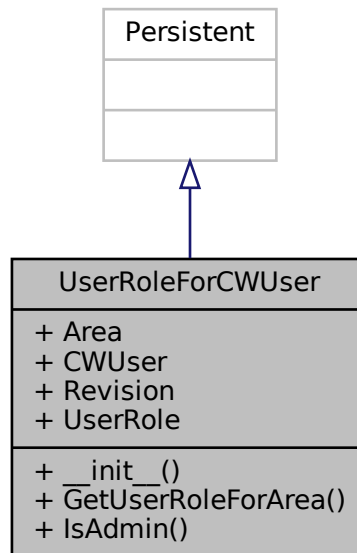 Persistent
UserRoleForCWUser
+ Area
+ CWUser
+ Revision
+ UserRole
+ __init__()
+ GetUserRoleForArea()
+ IsAdmin()